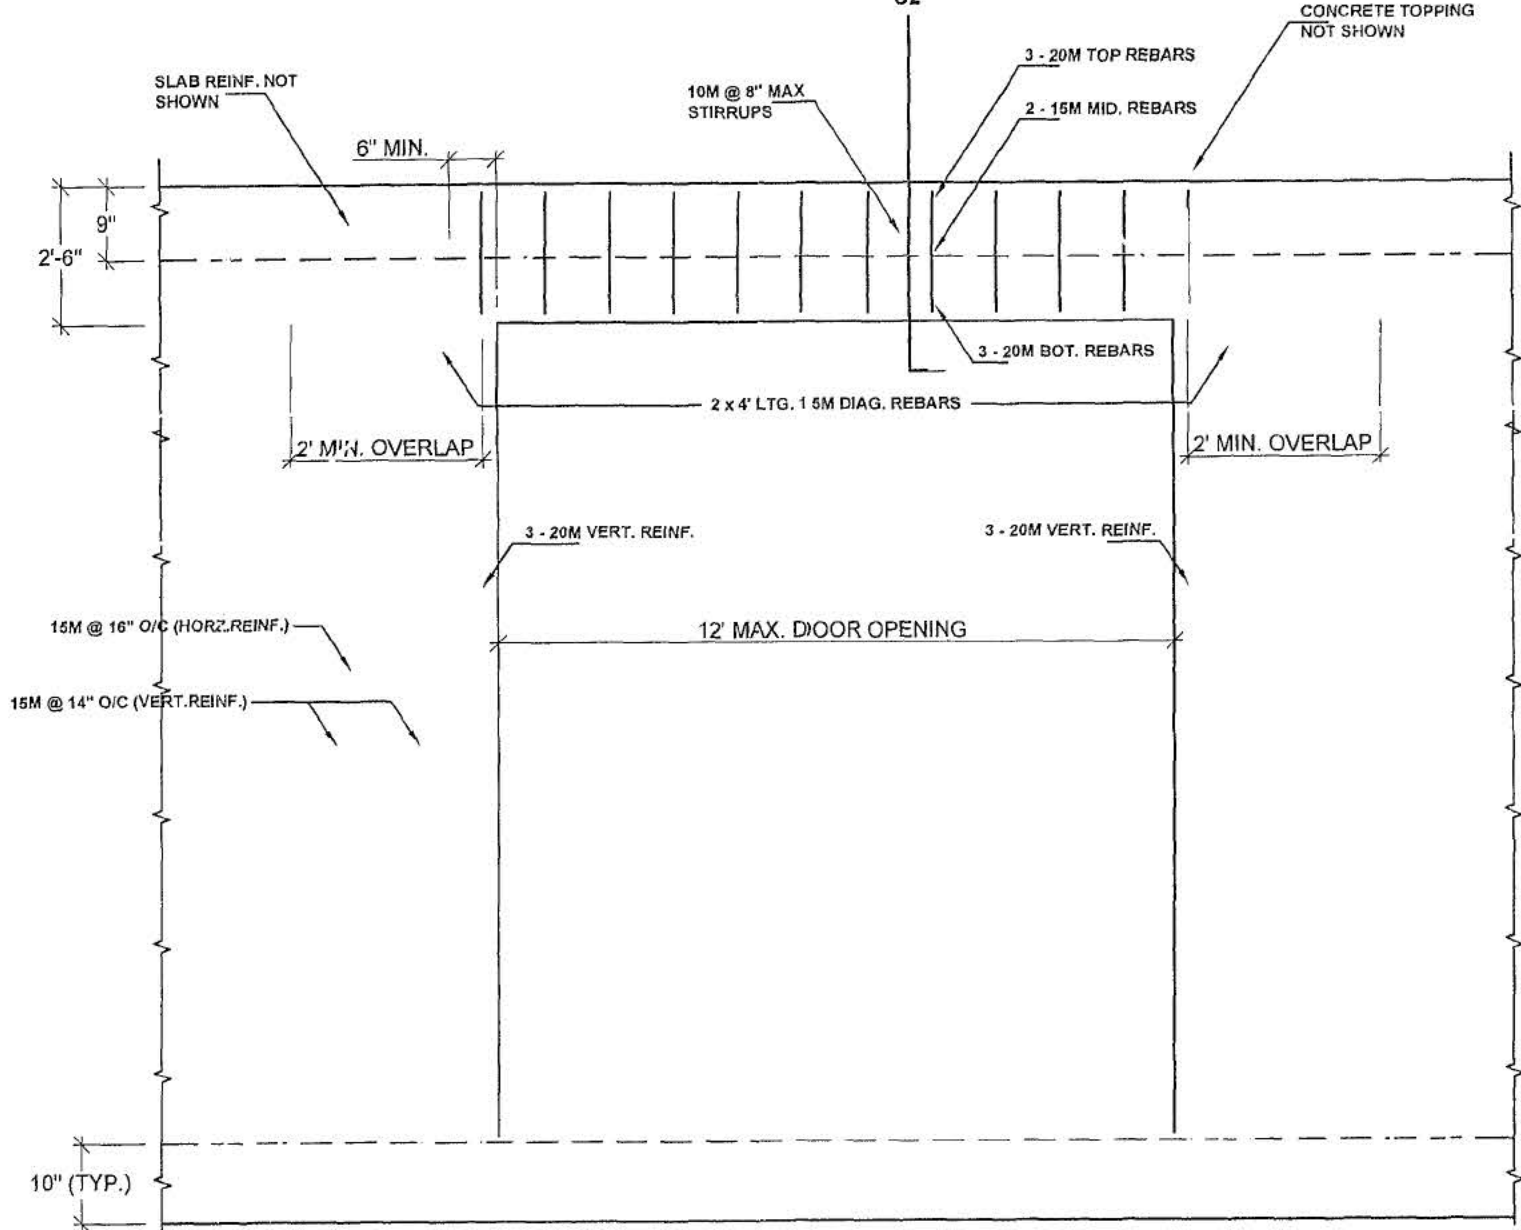 CONCRETE TOPPING
NOT SHOWN
3 - 20M TOP REBARS
SLAB REINF. NOT
SHOWN
10M @ 8" MAX
STIRRUPS
2 - 15M MID. REBARS
6" MIN.
9"
2'-6"
3 - 20M BOT. REBARS
2 x 4' LTG. 1 5M DIAG. REBARS
2' MIN. OVERLAP
2' MIN. OVERLAP
3 - 20M VERT. REINF.
3 - 20M VERT. REINF.
15M @ 16" O/C (HORZ.REINF.)
12' MAX. DOOR OPENING
15M @ 14" O/C (VERT.REINF.)
10" (TYP.)